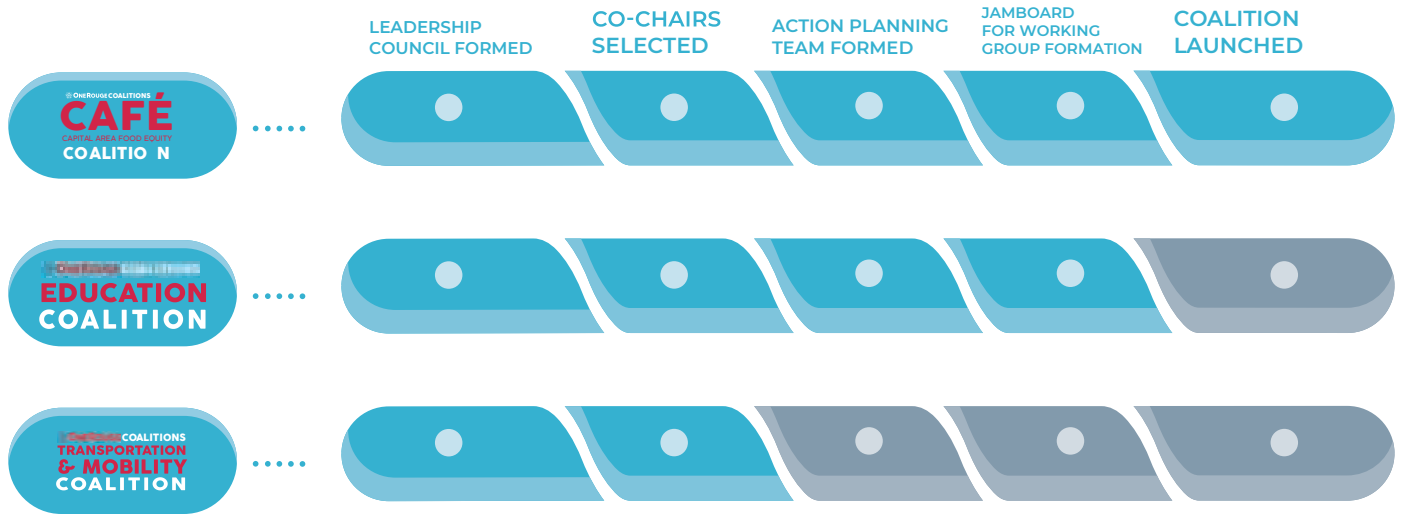 LEADERSHIP
COUNCIL FORMED
CO-CHAIRS
SELECTED
ACTION PLANNING
TEAM FORMED
JAMBOARD
FOR WORKING
GROUP FORMATION
COALITION
LAUNCHED
ONEROUGE COALITIONS
CAFÉ
CAPITAL AREA FOOD EQUITY
COALITIO N
EDUCATION
COALITION
COALITIONS
TRANSPORTATION
& MOBILITY
COALITION